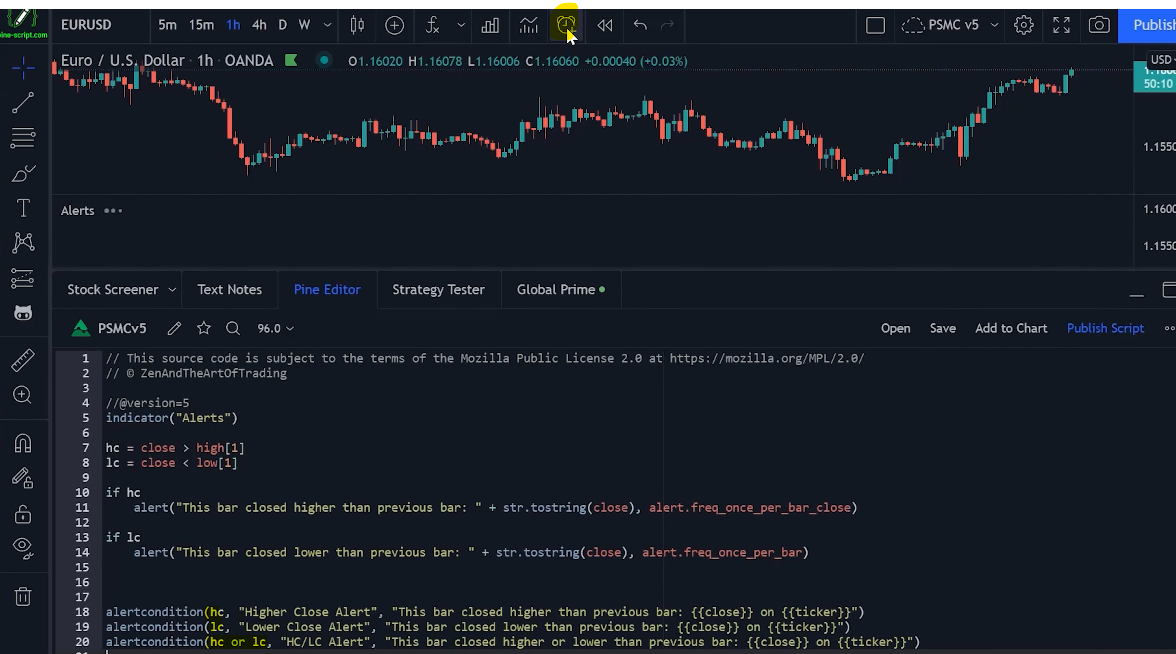 pine-script.com
EURUSD 5m 15m 1h 4h D W PSMC v5 Publish
Euro / U.S. Dollar · 1h · OANDA O1.16020 H1.16078 L1.16006 C1.16060 +0.00040 (+0.03%)
USD
50:10
1.1550
Alerts
1.1600
1.1550
Stock Screener Text Notes Pine Editor Strategy Tester Global Prime
PSMCv5 96.0 Open Save Add to Chart Publish Script
1 // This source code is subject to the terms of the Mozilla Public License 2.0 at https://mozilla.org/MPL/2.0/
2 // © ZenAndTheArtOfTrading
3
4 //@version=5
5 indicator("Alerts")
6
7 hc = close > high[1]
8 lc = close < low[1]
9
10 if hc
11 alert("This bar closed higher than previous bar: " + str.tostring(close), alert.freq_once_per_bar_close)
12
13 if lc
14 alert("This bar closed lower than previous bar: " + str.tostring(close), alert.freq_once_per_bar)
15
16
17
18 alertcondition(hc, "Higher Close Alert", "This bar closed higher than previous bar: {{close}} on {{ticker}}")
19 alertcondition(lc, "Lower Close Alert", "This bar closed lower than previous bar: {{close}} on {{ticker}}")
20 alertcondition(hc or lc, "HC/LC Alert", "This bar closed higher or lower than previous bar: {{close}} on {{ticker}}")